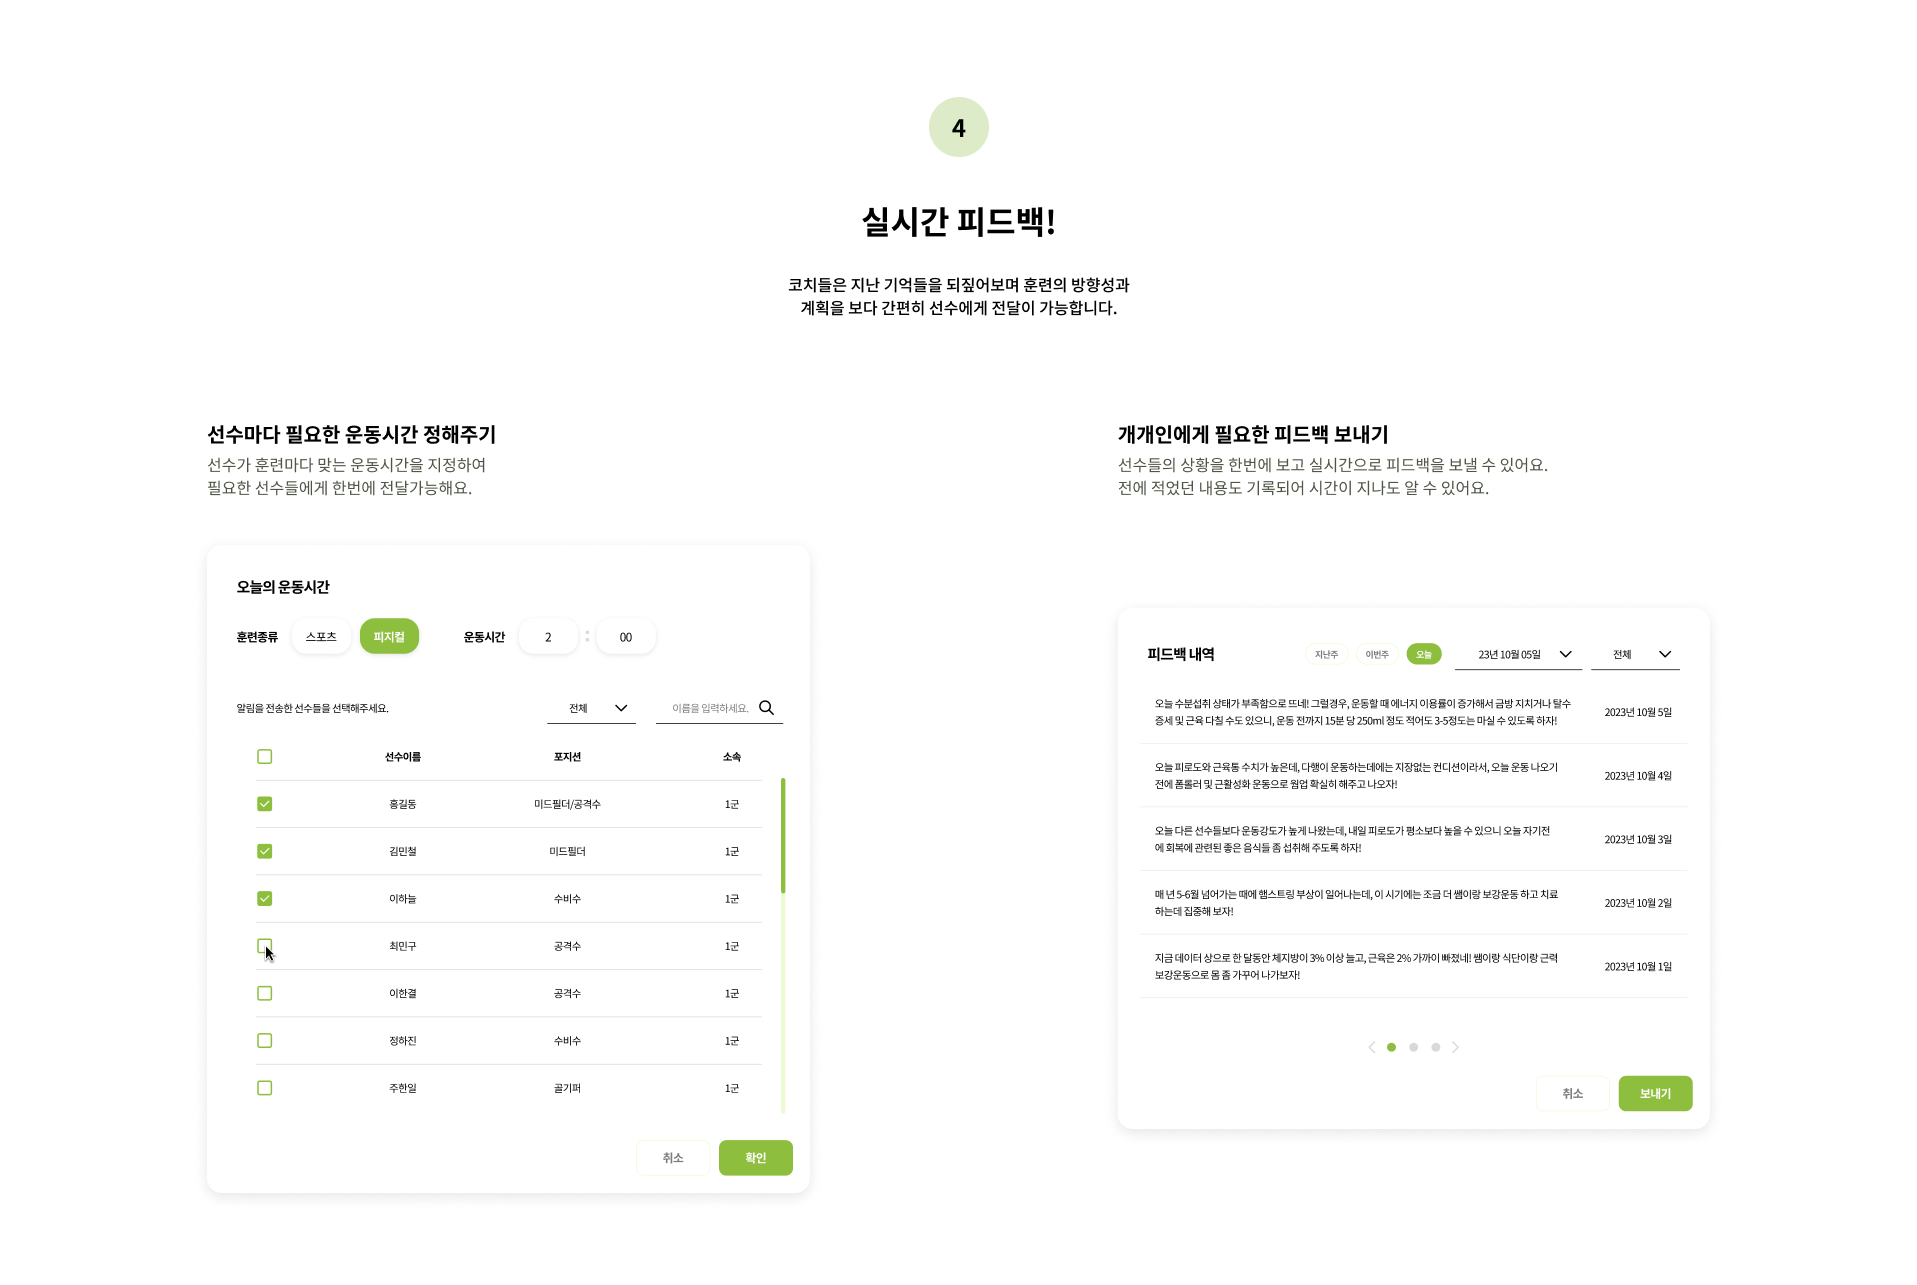 4
실시간 피드백!
코치들은 지난 기억들을 되짚어보며 훈련의 방향성과
계획을 보다 간편히 선수에게 전달이 가능합니다.
선수마다 필요한 운동시간 정해주기
선수가 훈련마다 맞는 운동시간을 지정하여
필요한 선수들에게 한번에 전달가능해요.
오늘의 운동시간
훈련종류 스포츠 피지컬 운동시간 2 : 00
알림을 전송한 선수들을 선택해주세요. 전체 이름을 입력하세요.
선수이름 포지션 소속
홍길동 미드필더/공격수 1군
김민철 미드필더 1군
이하늘 수비수 1군
최민구 공격수 1군
이한결 공격수 1군
정하진 수비수 1군
주한일 골기퍼 1군
취소 확인
개개인에게 필요한 피드백 보내기
선수들의 상황을 한번에 보고 실시간으로 피드백을 보낼 수 있어요.
전에 적었던 내용도 기록되어 시간이 지나도 알 수 있어요.
피드백 내역 지난주 이번주 오늘 23년 10월 05일 전체
오늘 수분섭취 상태가 부족함으로 뜨네! 그럴경우, 운동할 때 에너지 이용률이 증가해서 금방 지치거나 탈수
증세 및 근육 다칠 수도 있으니, 운동 전까지 15분 당 250ml 정도 적어도 3-5정도는 마실 수 있도록 하자!
2023년 10월 5일
오늘 피로도와 근육통 수치가 높은데, 다행이 운동하는데에는 지장없는 컨디션이라서, 오늘 운동 나오기
전에 폼롤러 및 근활성화 운동으로 웜업 확실히 해주고 나오자!
2023년 10월 4일
오늘 다른 선수들보다 운동강도가 높게 나왔는데, 내일 피로도가 평소보다 높을 수 있으니 오늘 자기전
에 회복에 관련된 좋은 음식들 좀 섭취해 주도록 하자!
2023년 10월 3일
매 년 5-6월 넘어가는 때에 햄스트링 부상이 일어나는데, 이 시기에는 조금 더 쌤이랑 보강운동 하고 치료
하는데 집중해 보자!
2023년 10월 2일
지금 데이터 상으로 한 달동안 체지방이 3% 이상 늘고, 근육은 2% 가까이 빠졌네! 쌤이랑 식단이랑 근력
보강운동으로 몸 좀 가꾸어 나가보자!
2023년 10월 1일
취소 보내기